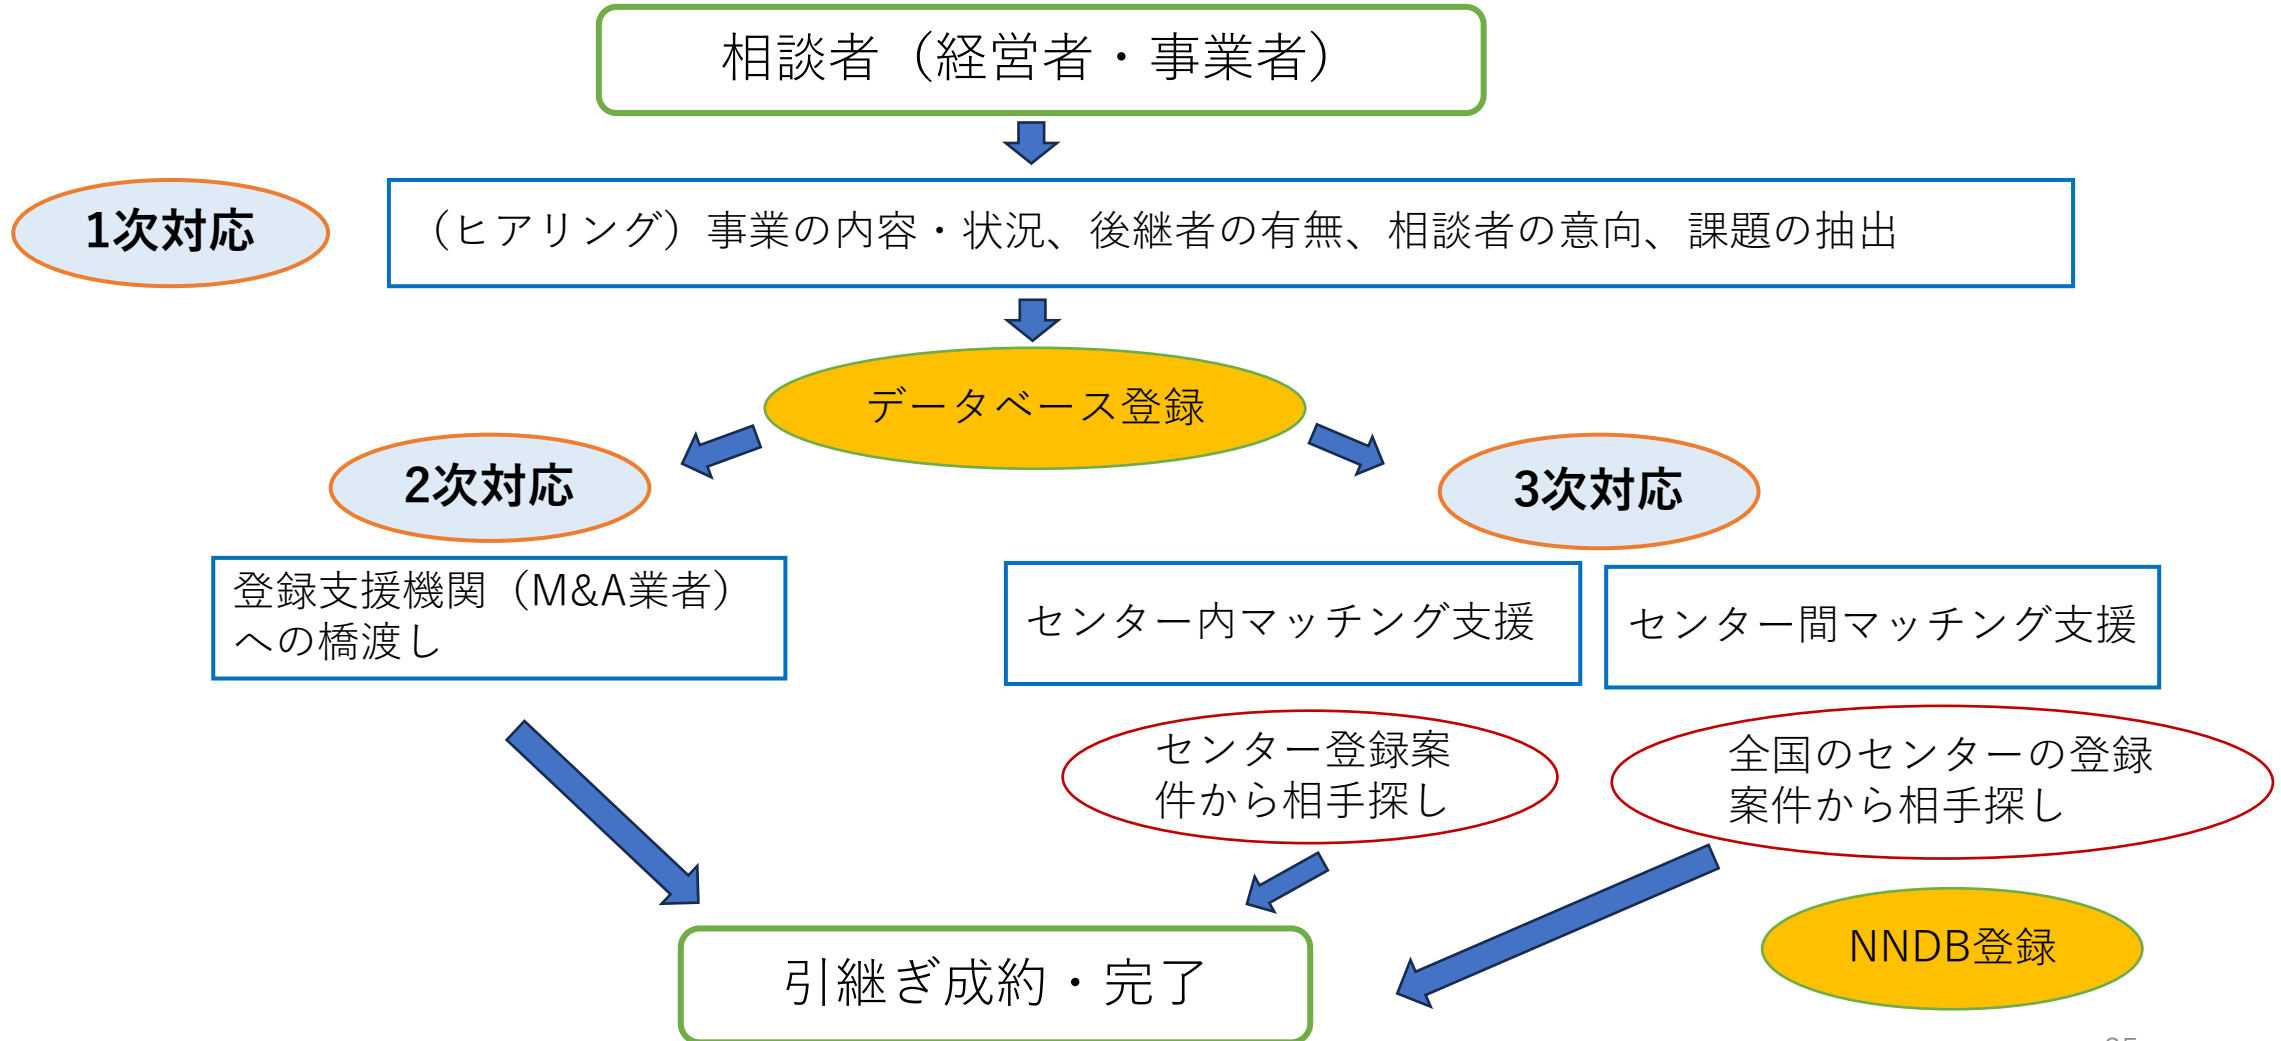 相談者（経営者・事業者）
1次対応
（ヒアリング）事業の内容・状況、後継者の有無、相談者の意向、課題の抽出
データベース登録
2次対応
3次対応
登録支援機関（M&A業者）
への橋渡し
センター内マッチング支援
センター間マッチング支援
センター登録案
件から相手探し
全国のセンターの登録
案件から相手探し
NNDB登録
引継ぎ成約・完了